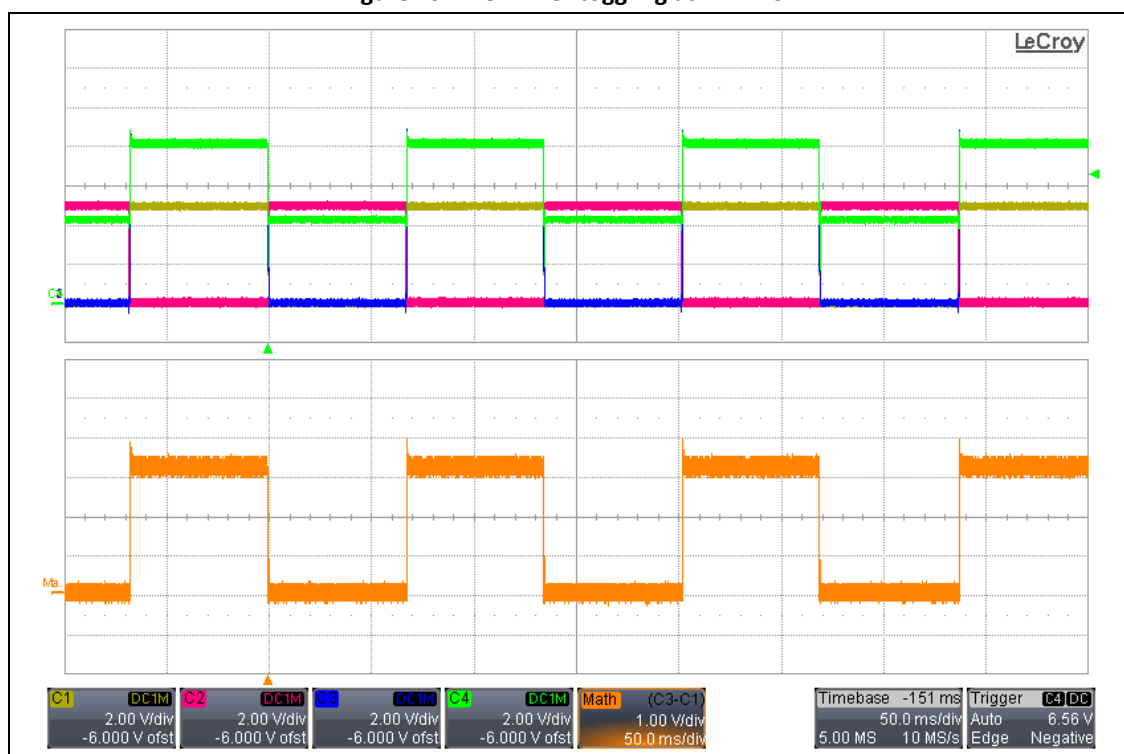 LeCroy
Ma.
C1 DC1M C2 DC1M C3 DC1M C4 DC1M Math (C3-C1) Timebase -151 ms Trigger C4 DC
2.00 V/div 2.00 V/div 2.00 V/div 2.00 V/div 1.00 V/div 50.0 ms/div Auto 6.56 V
-6.000 V ofst -6.000 V ofst -6.000 V ofst -6.000 V ofst 50.0 ms/div 5.00 MS 10 MS/s Edge Negative